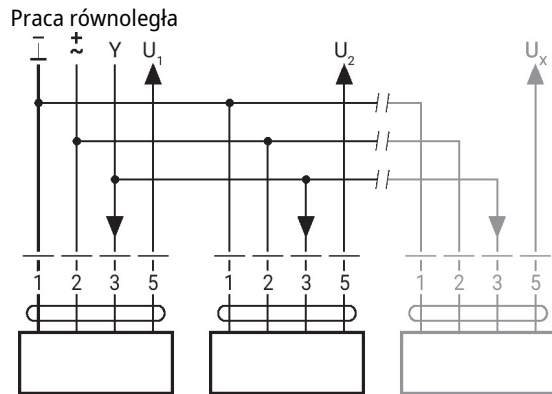 Praca równoległa
– + Y U1 U2 UX
⊥ ~
1 2 3 5 1 2 3 5 1 2 3 5